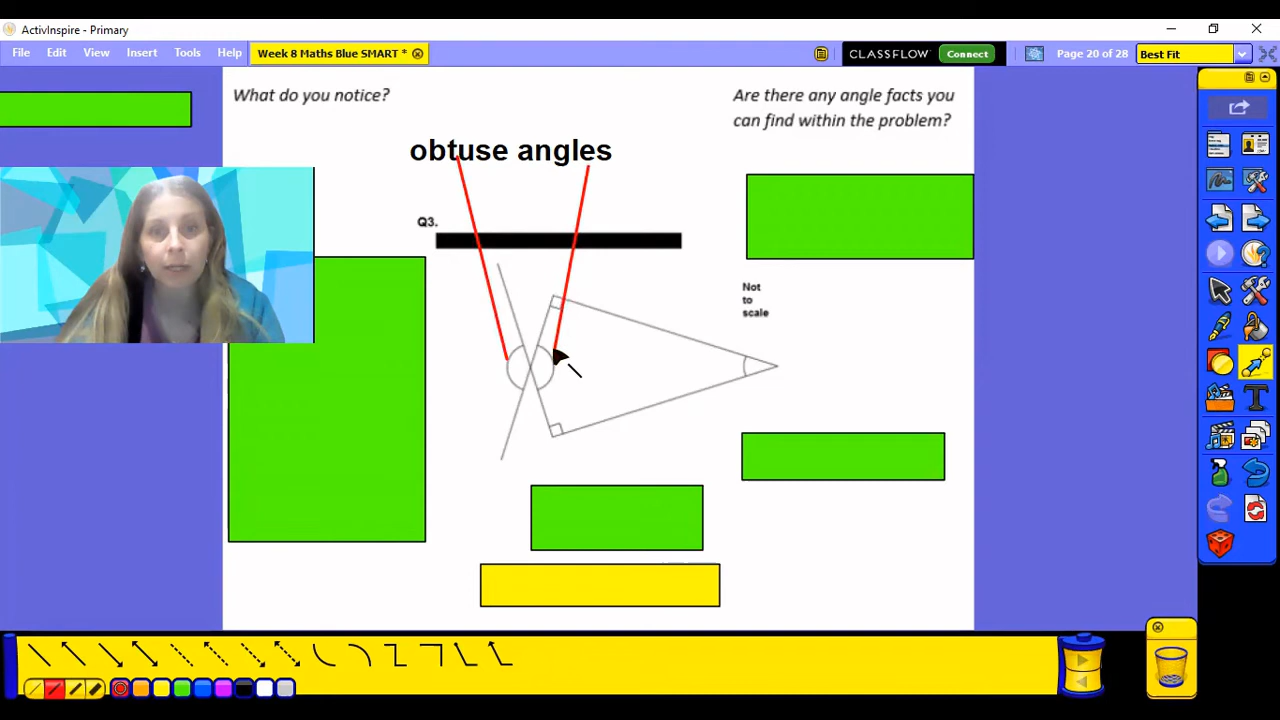 ActivInspire - Primary
File Edit View Insert Tools Help Week 8 Maths Blue SMART * CLASSFLOW Connect Page 20 of 28 Best Fit
What do you notice?
Are there any angle facts you
can find within the problem?
obtuse angles
Q3.
Not
to
scale